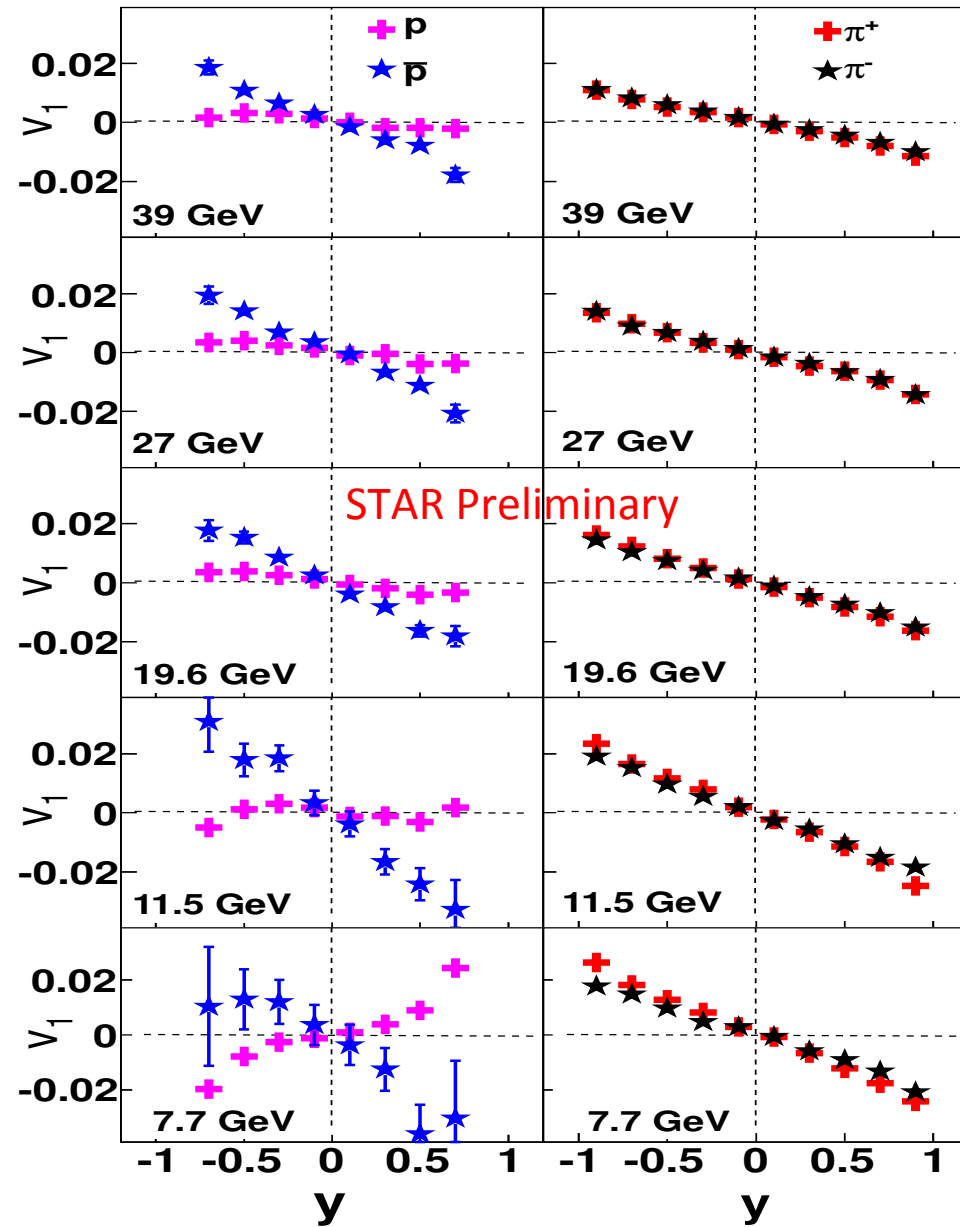 p
p̅
π+
π-
0.02
0
-0.02
V1
39 GeV
39 GeV
0.02
0
-0.02
V1
27 GeV
27 GeV
STAR Preliminary
0.02
0
-0.02
V1
19.6 GeV
19.6 GeV
0.02
0
-0.02
V1
11.5 GeV
11.5 GeV
0.02
0
-0.02
V1
7.7 GeV
7.7 GeV
-1 -0.5 0 0.5 1
-1 -0.5 0 0.5 1
y
y